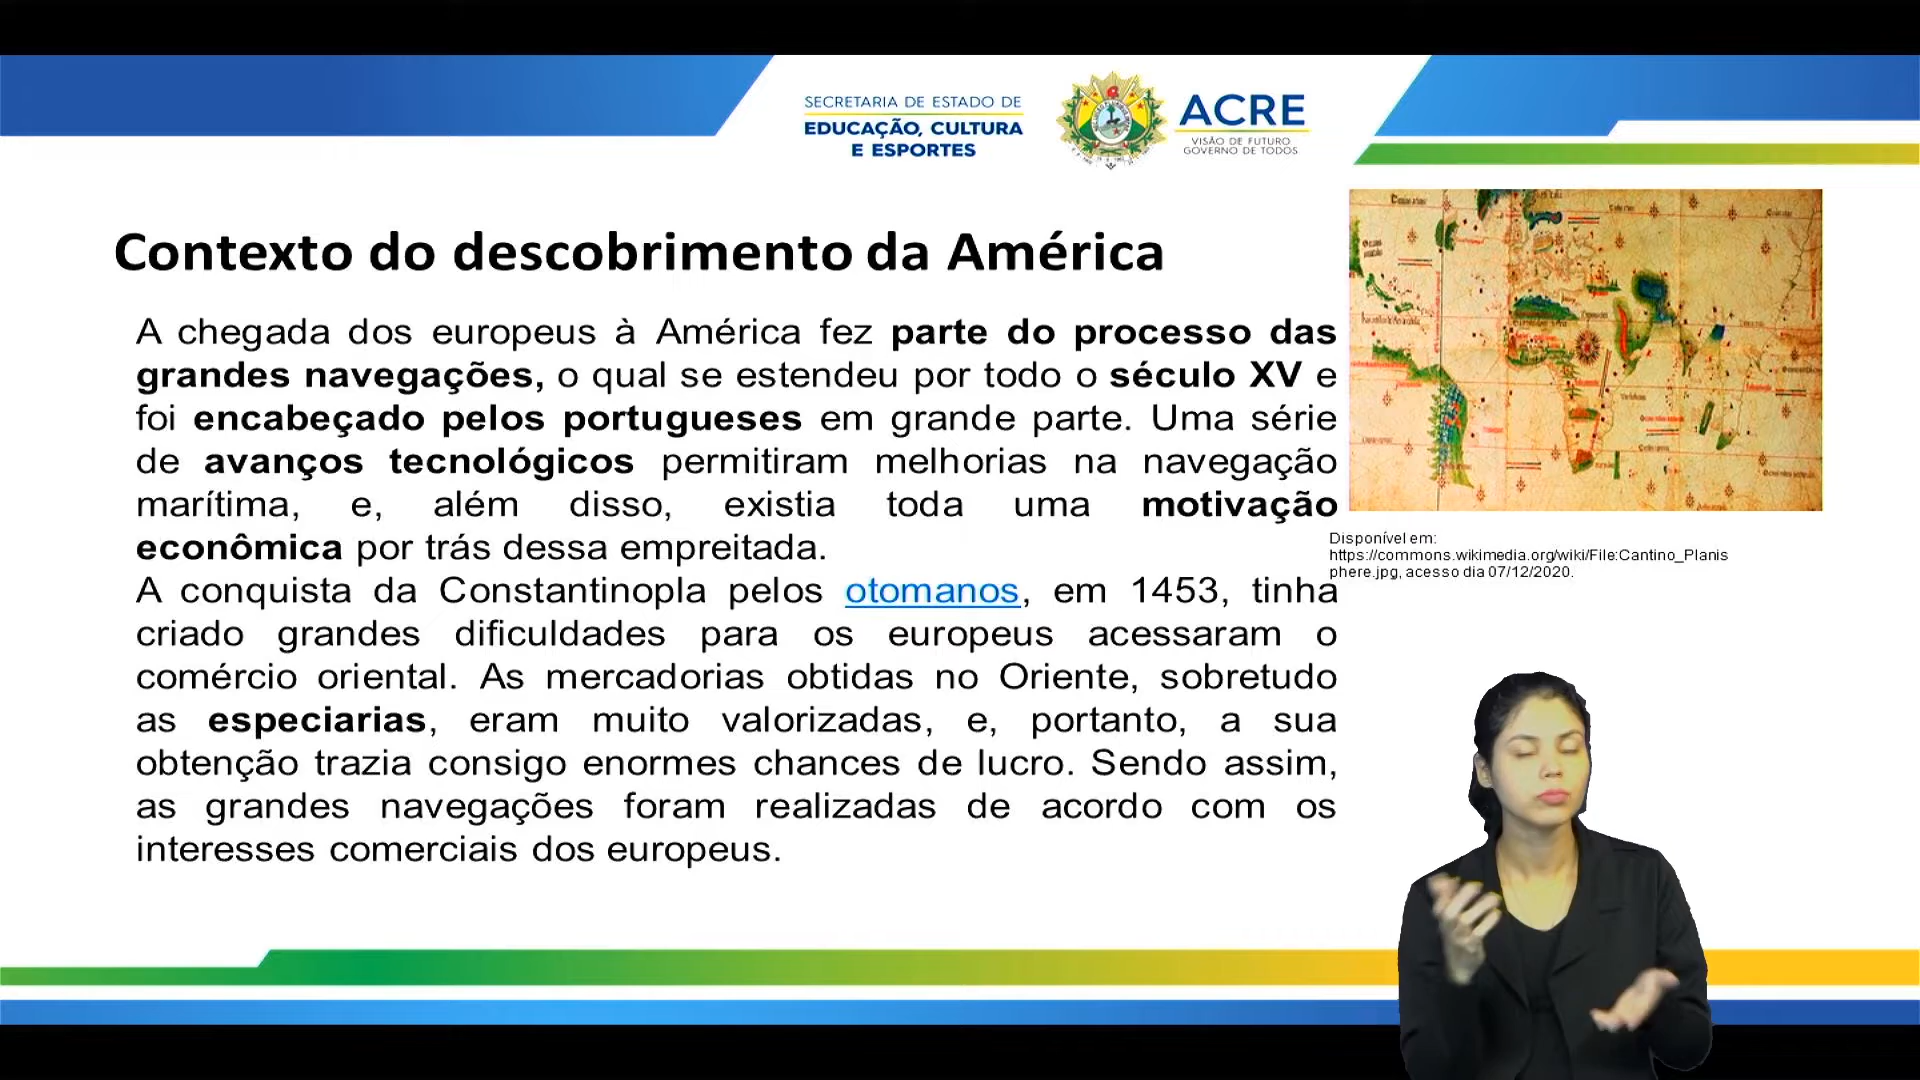 SECRETARIA DE ESTADO DE
EDUCAÇÃO, CULTURA
E ESPORTES
ACRE
VISÃO DE FUTURO
GOVERNO DE TODOS
Contexto do descobrimento da América
A chegada dos europeus à América fez parte do processo das
grandes navegações, o qual se estendeu por todo o século XV e
foi encabeçado pelos portugueses em grande parte. Uma série
de avanços tecnológicos permitiram melhorias na navegação
marítima, e, além disso, existia toda uma motivação
econômica por trás dessa empreitada.
A conquista da Constantinopla pelos otomanos, em 1453, tinha
criado grandes dificuldades para os europeus acessaram o
comércio oriental. As mercadorias obtidas no Oriente, sobretudo
as especiarias, eram muito valorizadas, e, portanto, a sua
obtenção trazia consigo enormes chances de lucro. Sendo assim,
as grandes navegações foram realizadas de acordo com os
interesses comerciais dos europeus.
Disponível em:
https://commons.wikimedia.org/wiki/File:Cantino_Planis
phere.jpg, acesso dia 07/12/2020.